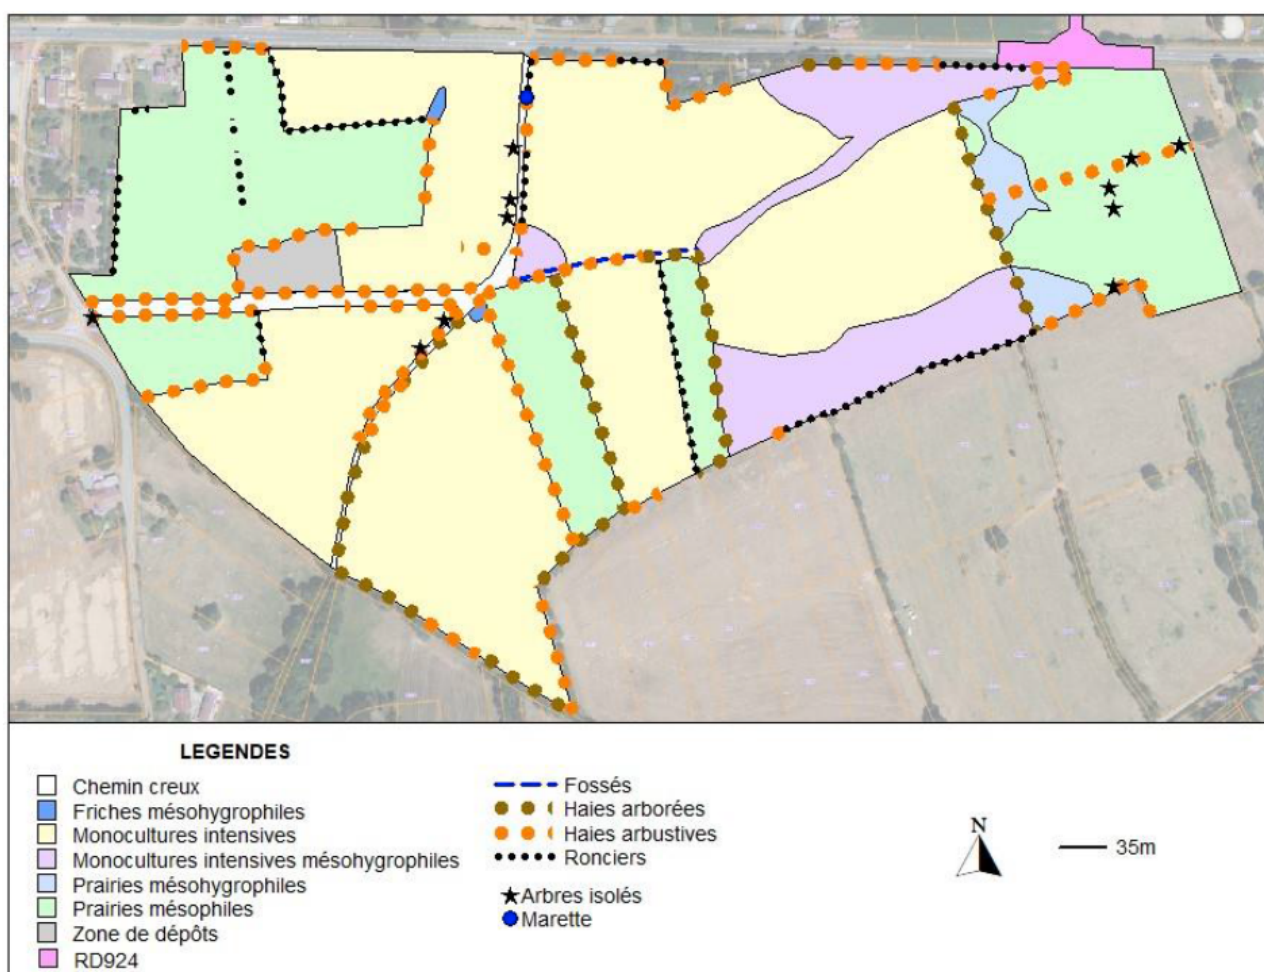 LEGENDES
Chemin creux
Friches mésohygrophiles
Monocultures intensives
Monocultures intensives mésohygrophiles
Prairies mésohygrophiles
Prairies mésophiles
Zone de dépôts
RD924
Fossés
Haies arborées
Haies arbustives
Ronciers
Arbres isolés
Marette
N
35m